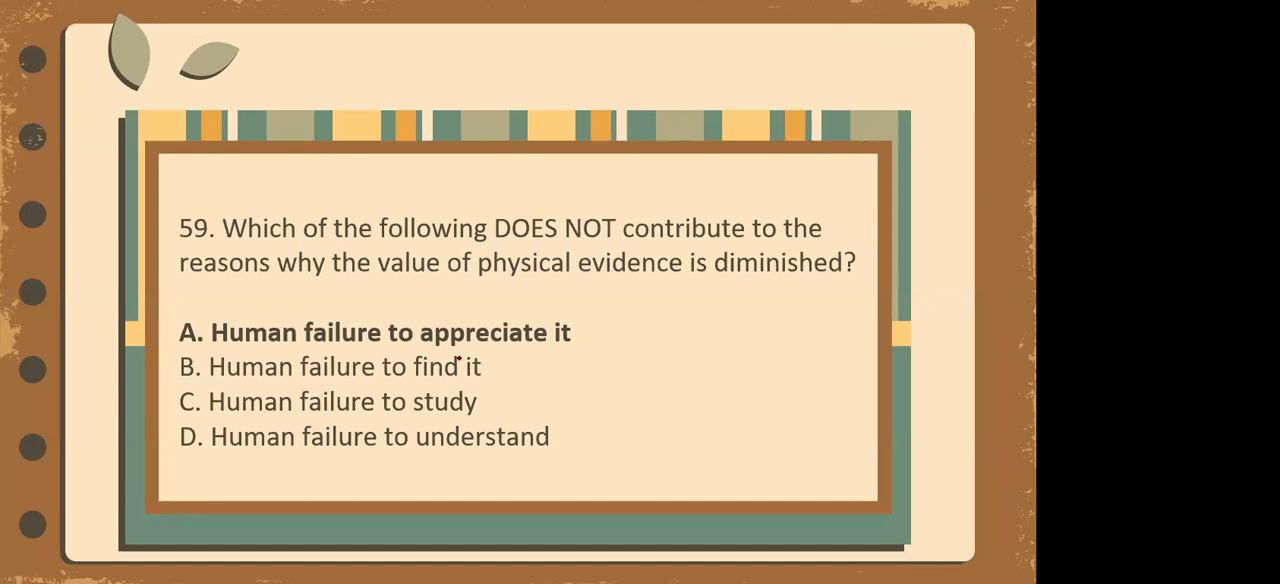 59. Which of the following DOES NOT contribute to the
reasons why the value of physical evidence is diminished?
A. Human failure to appreciate it
B. Human failure to find it
C. Human failure to study
D. Human failure to understand